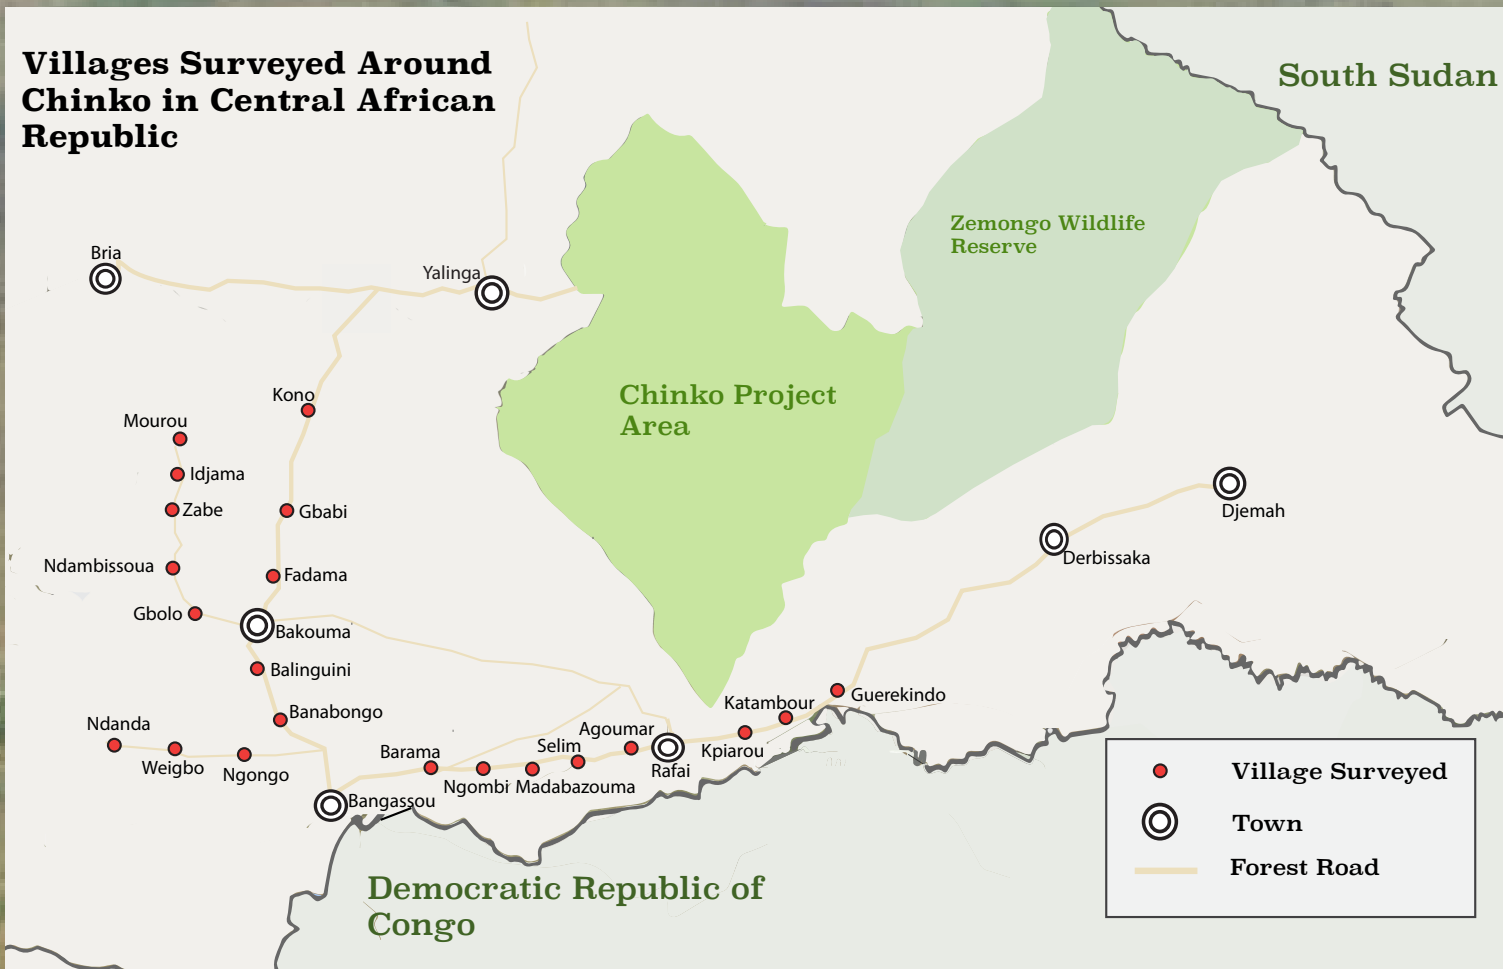 Villages Surveyed Around
Chinko in Central African
Republic
South Sudan
Zemongo Wildlife
Reserve
Bria
Yalinga
Chinko Project
Area
Kono
Mourou
Idjama
Zabe
Gbabi
Djemah
Derbissaka
Ndambissoua
Fadama
Gbolo
Bakouma
Balinguini
Guerekindo
Katambour
Banabongo
Ndanda
Agoumar
Selim
Barama
Kpiarou
Weigbo
Ngongo
Rafai
Ngombi
Madabazouma
Bangassou
Village Surveyed
Town
Forest Road
Democratic Republic of
Congo